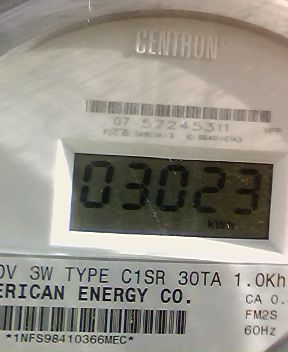 CENTRON
07 57245311
03023
kWh
0V 3W TYPE C1SR 30TA 1.0Kh
ERICAN ENERGY CO.
CA 0.
FM2S
60Hz
*1NFS98410366MEC*